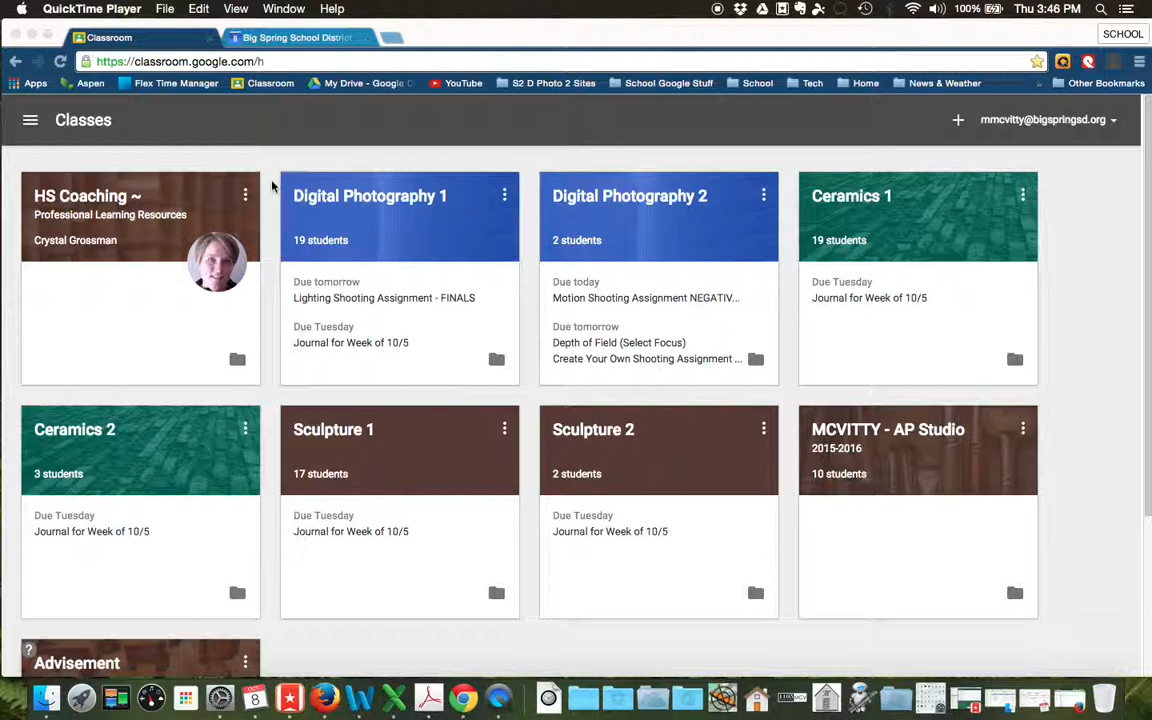 QuickTime Player File Edit View Window Help 100% Thu 3:46 PM
Classroom Big Spring School District SCHOOL
https://classroom.google.com/h
Apps Aspen Flex Time Manager Classroom My Drive - Google D YouTube S2 D Photo 2 Sites School Google Stuff School Tech Home News & Weather » Other Bookmarks
Classes + mmcvitty@bigspringsd.org
HS Coaching ~
Professional Learning Resources
Crystal Grossman
Digital Photography 1
19 students
Due tomorrow
Lighting Shooting Assignment - FINALS
Due Tuesday
Journal for Week of 10/5
Digital Photography 2
2 students
Due today
Motion Shooting Assignment NEGATIV...
Due tomorrow
Depth of Field (Select Focus)
Create Your Own Shooting Assignment ...
Ceramics 1
19 students
Due Tuesday
Journal for Week of 10/5
Ceramics 2
3 students
Due Tuesday
Journal for Week of 10/5
Sculpture 1
17 students
Due Tuesday
Journal for Week of 10/5
Sculpture 2
2 students
Due Tuesday
Journal for Week of 10/5
MCVITTY - AP Studio
2015-2016
10 students
?
Advisement
8